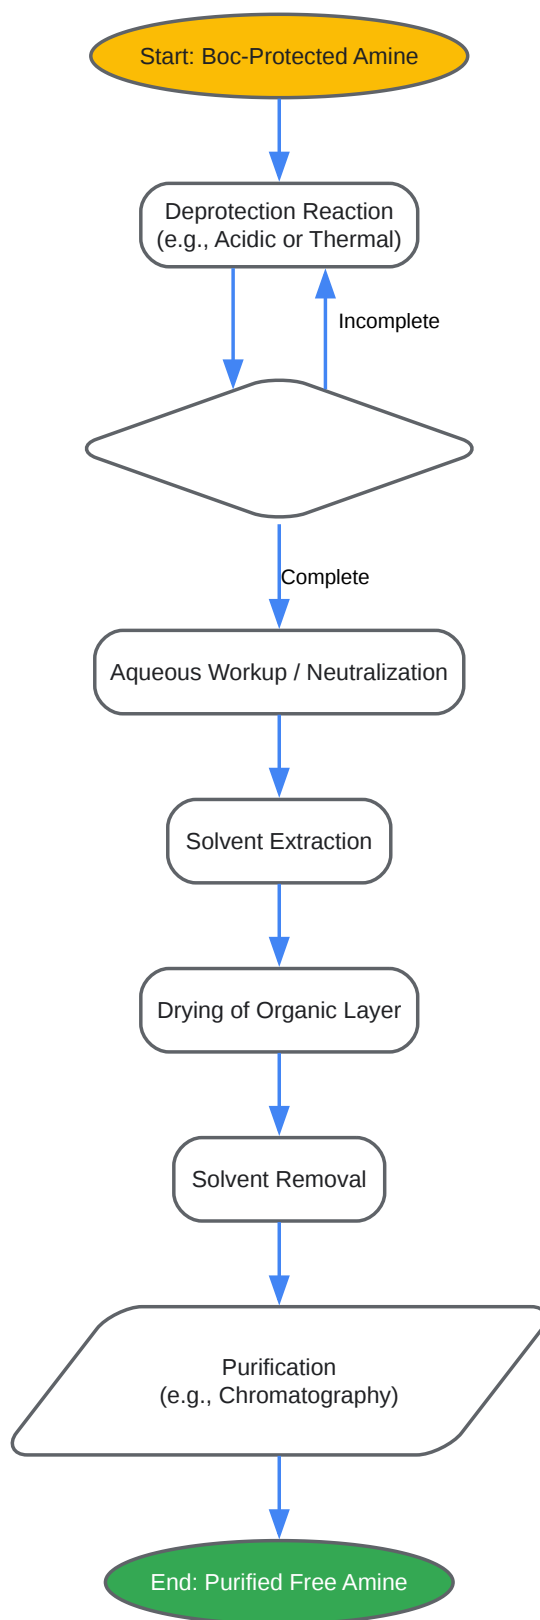 Start: Boc-Protected Amine
Deprotection Reaction
(e.g., Acidic or Thermal)
Incomplete
Complete
Aqueous Workup / Neutralization
Solvent Extraction
Drying of Organic Layer
Solvent Removal
Purification
(e.g., Chromatography)
End: Purified Free Amine